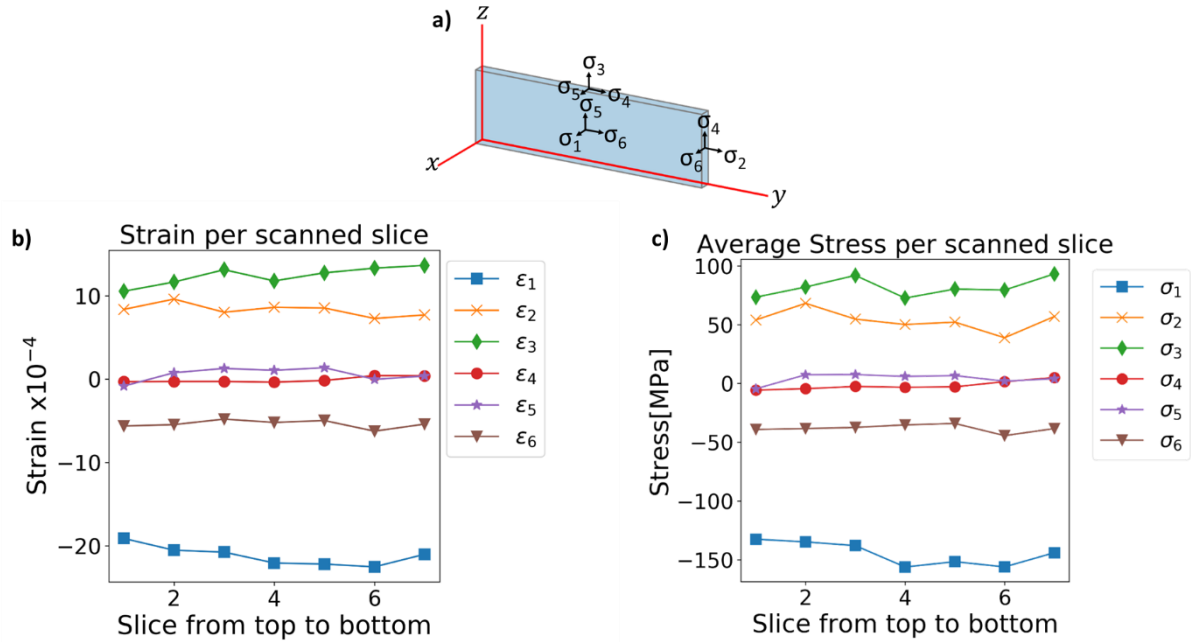 a)
z
σ3
σ5 σ4
σ5
σ1 σ6
σ4
σ6 σ2
x
y
b) Strain per scanned slice
Strain x10−4
10
0
−10
−20
2 4 6
Slice from top to bottom
ε1
ε2
ε3
ε4
ε5
ε6
c) Average Stress per scanned slice
Stress[MPa]
100
50
0
−50
−100
−150
2 4 6
Slice from top to bottom
σ1
σ2
σ3
σ4
σ5
σ6